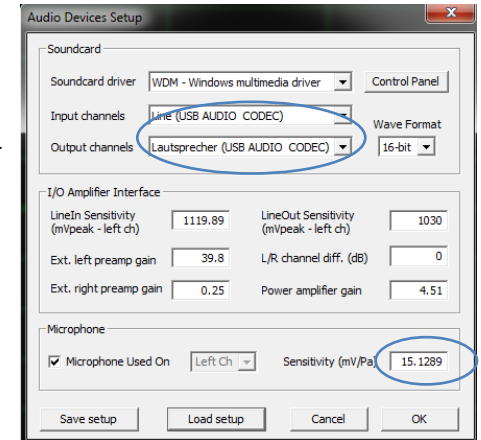 Audio Devices Setup
Soundcard
Soundcard driver WDM - Windows multimedia driver Control Panel
Input channels Line (USB AUDIO CODEC)
Wave Format
Output channels Lautsprecher (USB AUDIO CODEC) 16-bit
I/O Amplifier Interface
LineIn Sensitivity (mVpeak - left ch) 1119.89 LineOut Sensitivity (mVpeak - left ch) 1030
Ext. left preamp gain 39.8 L/R channel diff. (dB) 0
Ext. right preamp gain 0.25 Power amplifier gain 4.51
Microphone
Microphone Used On Left Ch Sensitivity (mV/Pa) 15.1289
Save setup Load setup Cancel OK